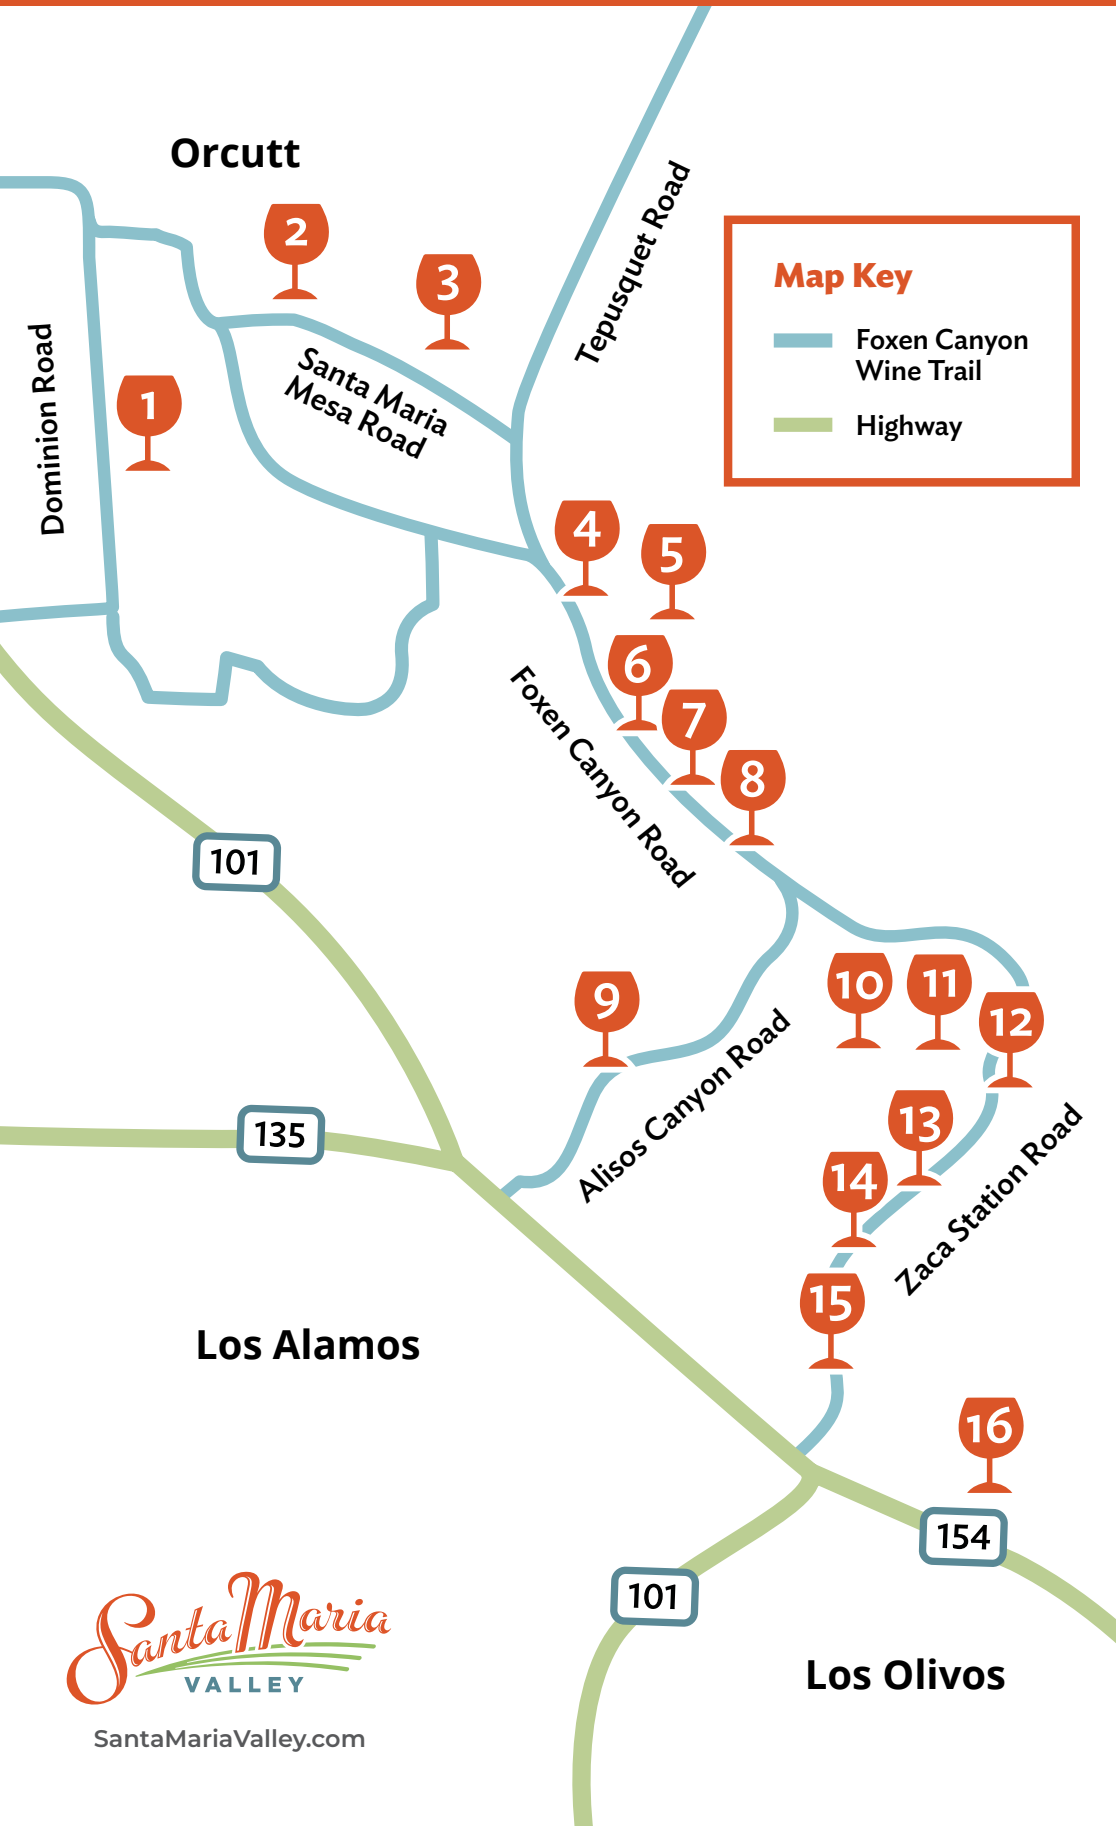 Orcutt
2
3
Tepusquet Road
Map Key
Foxen Canyon
Wine Trail
Highway
Dominion Road
1
Santa Maria
Mesa Road
4
5
6
7
8
Foxen Canyon Road
101
9
10
11
12
Alisos Canyon Road
135
13
14
Zaca Station Road
15
Los Alamos
16
154
101
Santa Maria
VALLEY
Los Olivos
SantaMariaValley.com